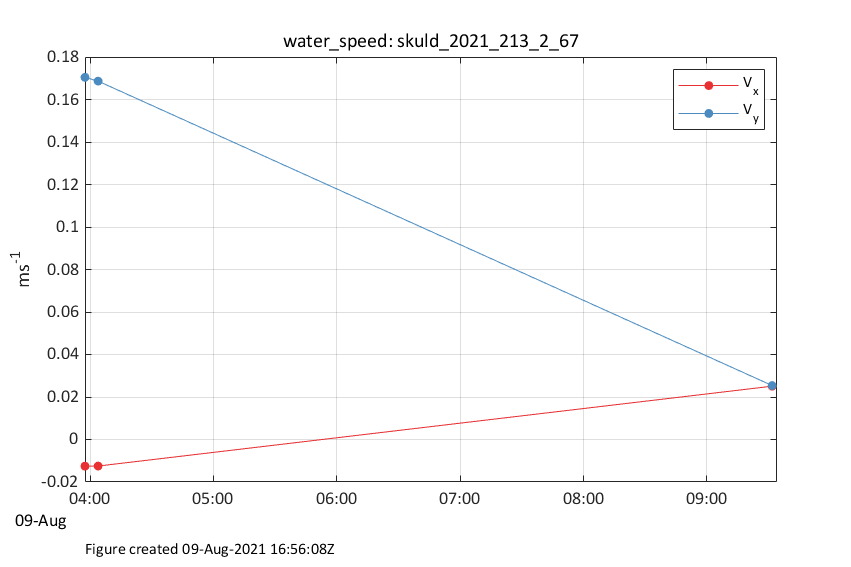 water_speed: skuld_2021_213_2_67
0.18
0.16
0.14
0.12
0.1
0.08
0.06
0.04
0.02
0
-0.02
ms-1
Vx
Vy
04:00 05:00 06:00 07:00 08:00 09:00
09-Aug
Figure created 09-Aug-2021 16:56:08Z